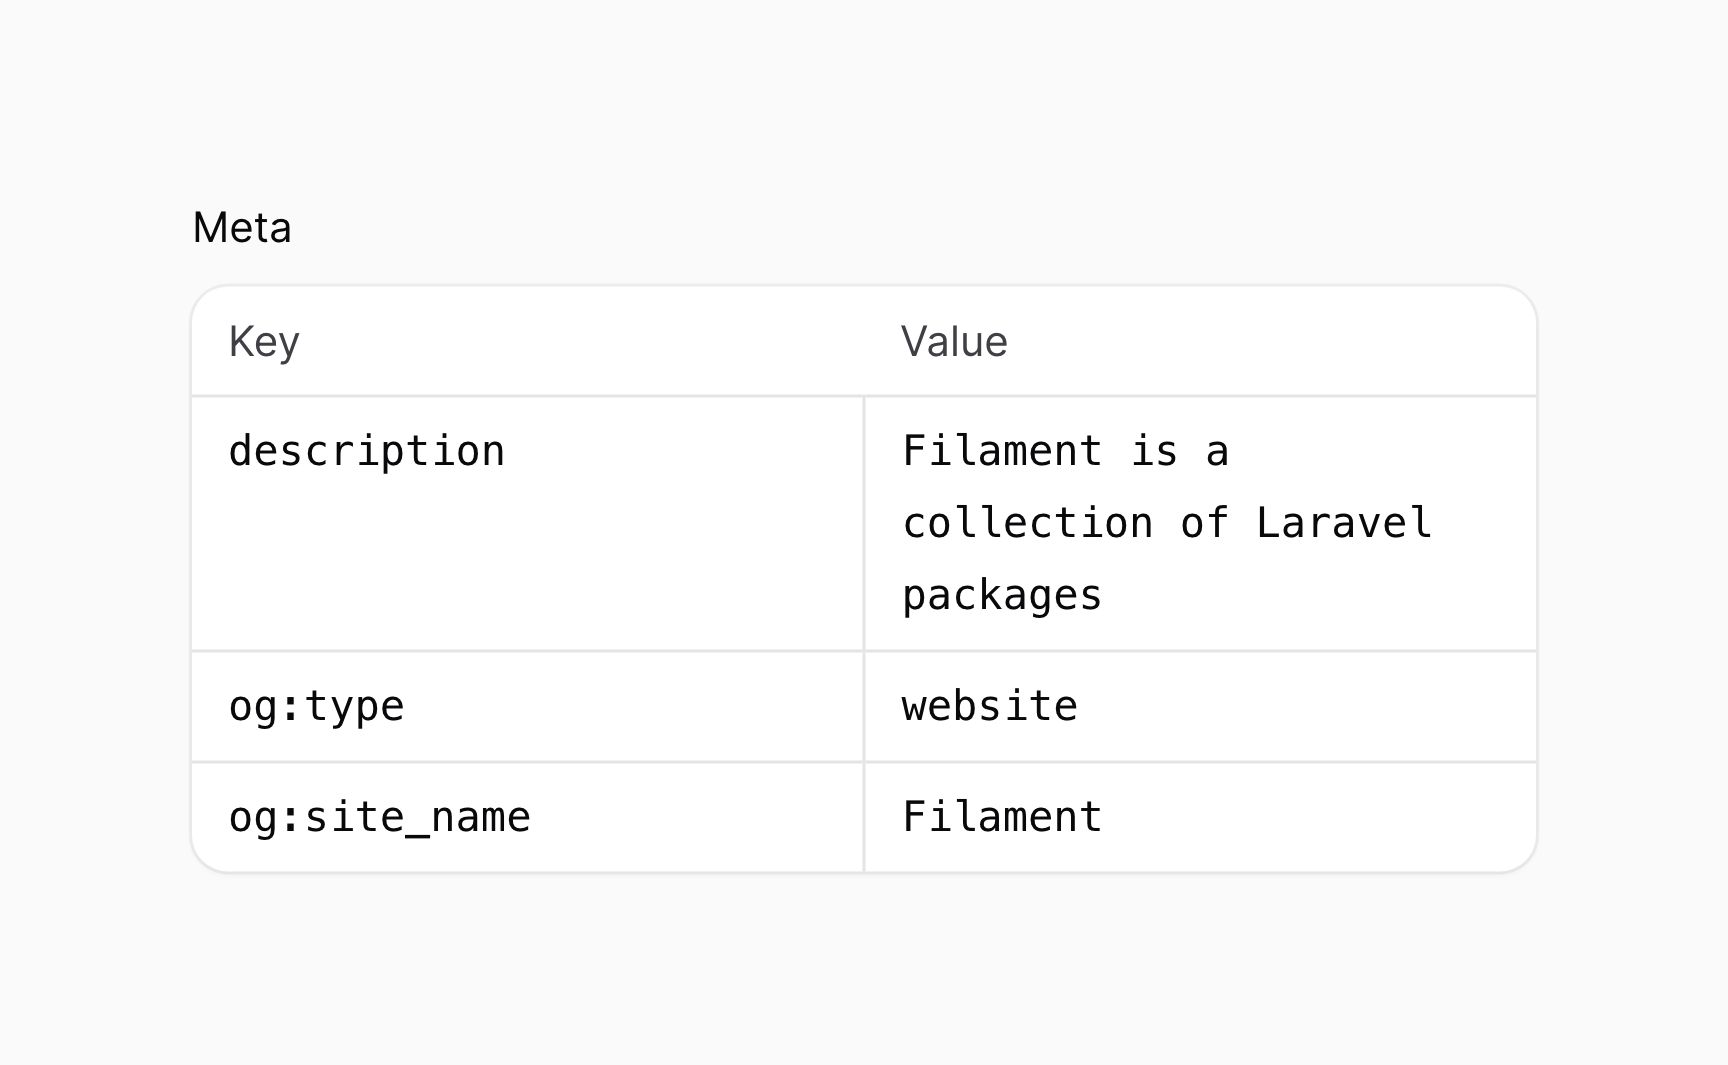 Meta
Key Value
description Filament is a
collection of Laravel
packages
og:type website
og:site_name Filament